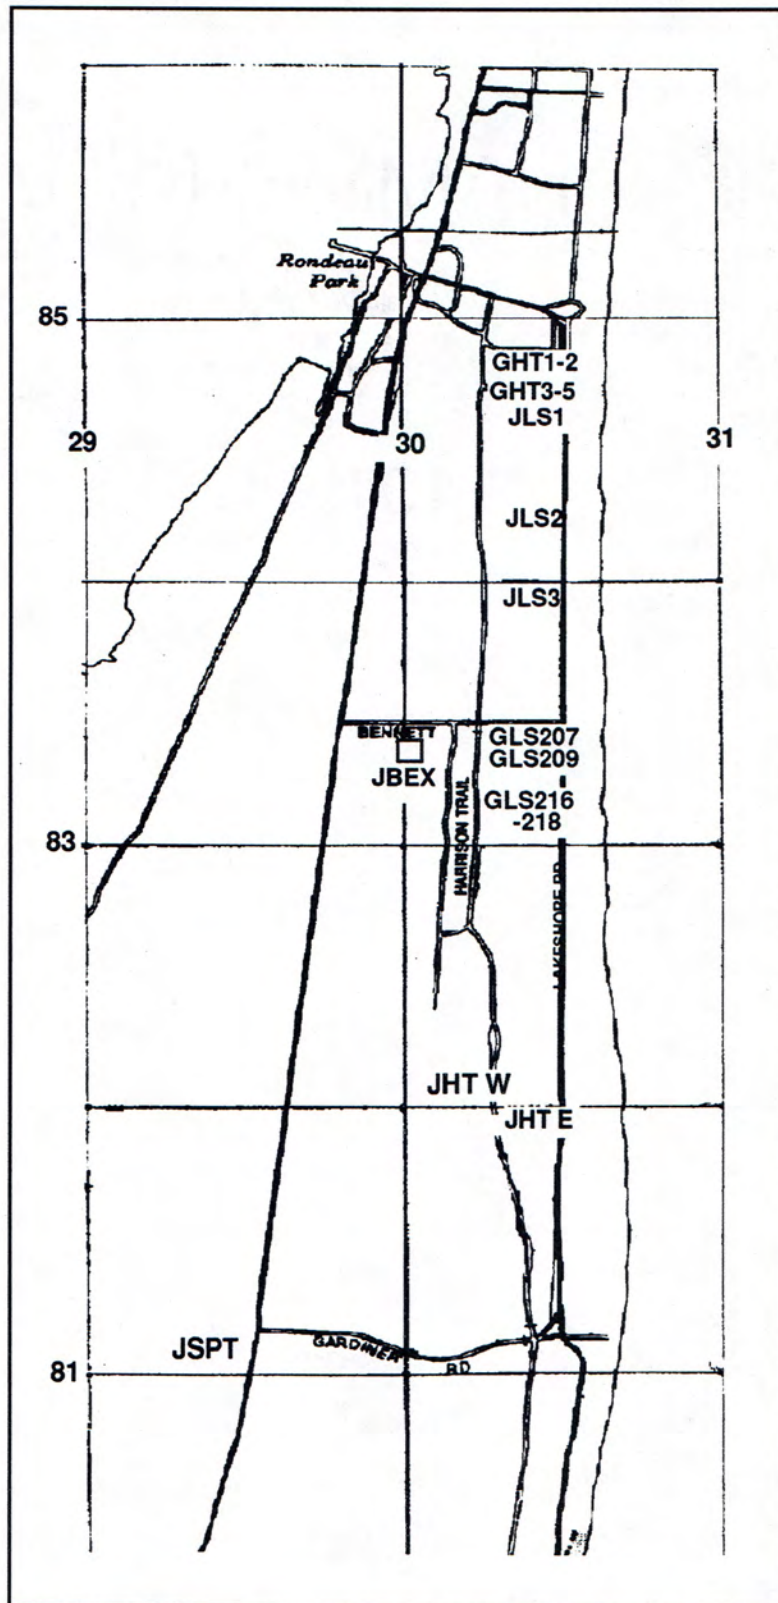 Rondeau
Park
85
GHT1-2
GHT3-5
JLS1
29
30
31
JLS2
JLS3
BENNETT
GLS207
GLS209
JBEX
GLS216
-218
HARRISON TRAIL
83
LAKESHORE RD
JHT W
JHT E
JSPT
GARDINER
RD
81